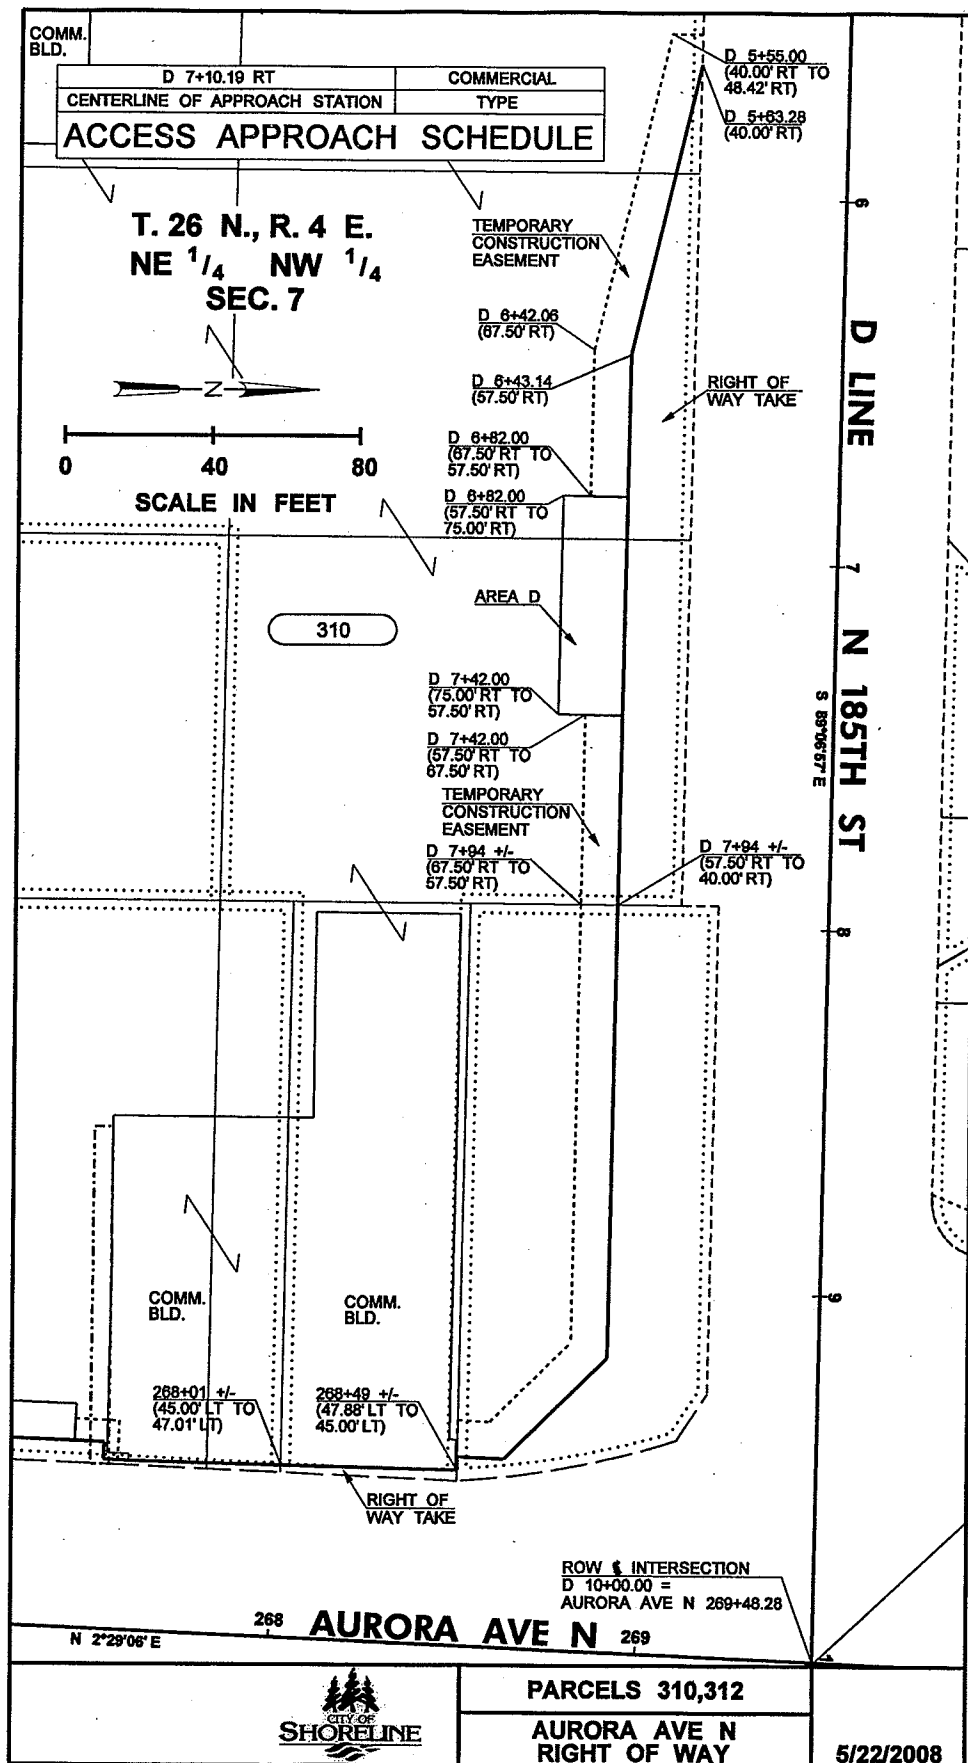 COMM.
BLD.
D 7+10.19 RT
COMMERCIAL
CENTERLINE OF APPROACH STATION
TYPE
ACCESS APPROACH SCHEDULE
D 5+55.00
(40.00' RT TO
48.42' RT)
D 5+63.28
(40.00' RT)
T. 26 N., R. 4 E.
NE 1/4 NW 1/4
SEC. 7
TEMPORARY
CONSTRUCTION
EASEMENT
6
D 6+42.06
(67.50' RT)
N
D 6+43.14
(57.50' RT)
RIGHT OF
WAY TAKE
D LINE
0 40 80
SCALE IN FEET
D 6+82.00
(67.50' RT TO
57.50' RT)
D 6+82.00
(57.50' RT TO
75.00' RT)
7
AREA D
310
N 185TH ST
S 89°06'57" E
D 7+42.00
(75.00' RT TO
57.50' RT)
D 7+42.00
(57.50' RT TO
67.50' RT)
TEMPORARY
CONSTRUCTION
EASEMENT
D 7+94 +/-
(67.50' RT TO
57.50' RT)
D 7+94 +/-
(57.50' RT TO
40.00' RT)
8
9
COMM.
BLD.
COMM.
BLD.
268+01 +/-
(45.00' LT TO
47.01' LT)
268+49 +/-
(47.88' LT TO
45.00' LT)
RIGHT OF
WAY TAKE
ROW ℄ INTERSECTION
D 10+00.00 =
AURORA AVE N 269+48.28
N 2°29'06" E
268
AURORA AVE N
269
CITY OF
SHORELINE
PARCELS 310,312
AURORA AVE N
RIGHT OF WAY
5/22/2008